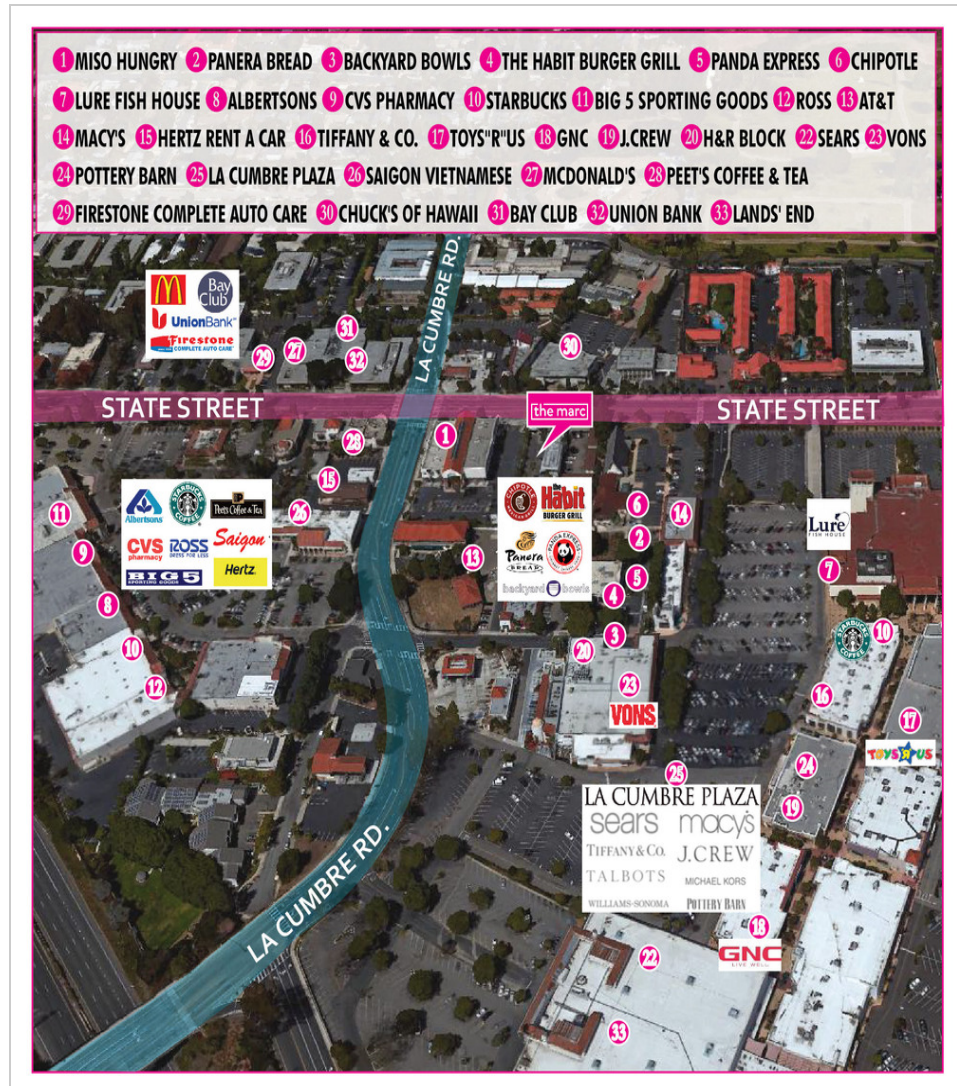 1 MISO HUNGRY 2 PANERA BREAD 3 BACKYARD BOWLS 4 THE HABIT BURGER GRILL 5 PANDA EXPRESS 6 CHIPOTLE
7 LURE FISH HOUSE 8 ALBERTSONS 9 CVS PHARMACY 10 STARBUCKS 11 BIG 5 SPORTING GOODS 12 ROSS 13 AT&T
14 MACY'S 15 HERTZ RENT A CAR 16 TIFFANY & CO. 17 TOYS"R"US 18 GNC 19 J.CREW 20 H&R BLOCK 22 SEARS 23 VONS
24 POTTERY BARN 25 LA CUMBRE PLAZA 26 SAIGON VIETNAMESE 27 MCDONALD'S 28 PEET'S COFFEE & TEA
29 FIRESTONE COMPLETE AUTO CARE 30 CHUCK'S OF HAWAII 31 BAY CLUB 32 UNION BANK 33 LANDS' END
LA CUMBRE RD.
Bay Club
UnionBank
Firestone
COMPLETE AUTO CARE
31
29
27
32
30
STATE STREET
the marc
STATE STREET
28
1
15
26
11
9
8
10
12
Albertsons
STARBUCKS COFFEE
Peet's Coffee & Tea
CVS pharmacy
ROSS
DRESS FOR LESS
Saigon
BIG 5
SPORTING GOODS
Hertz
13
CHIPOTLE
the Habit
BURGER GRILL
Panera
BREAD
PANDA EXPRESS
backyard bowls
6
2
5
4
3
14
Lure
FISH HOUSE
7
STARBUCKS COFFEE
10
16
17
TOYS R US
20
23
VONS
24
19
25
LA CUMBRE PLAZA
sears macy's
TIFFANY & CO. J.CREW
TALBOTS MICHAEL KORS
WILLIAMS-SONOMA POTTERY BARN
18
GNC
LIVE WELL
22
33
LA CUMBRE RD.